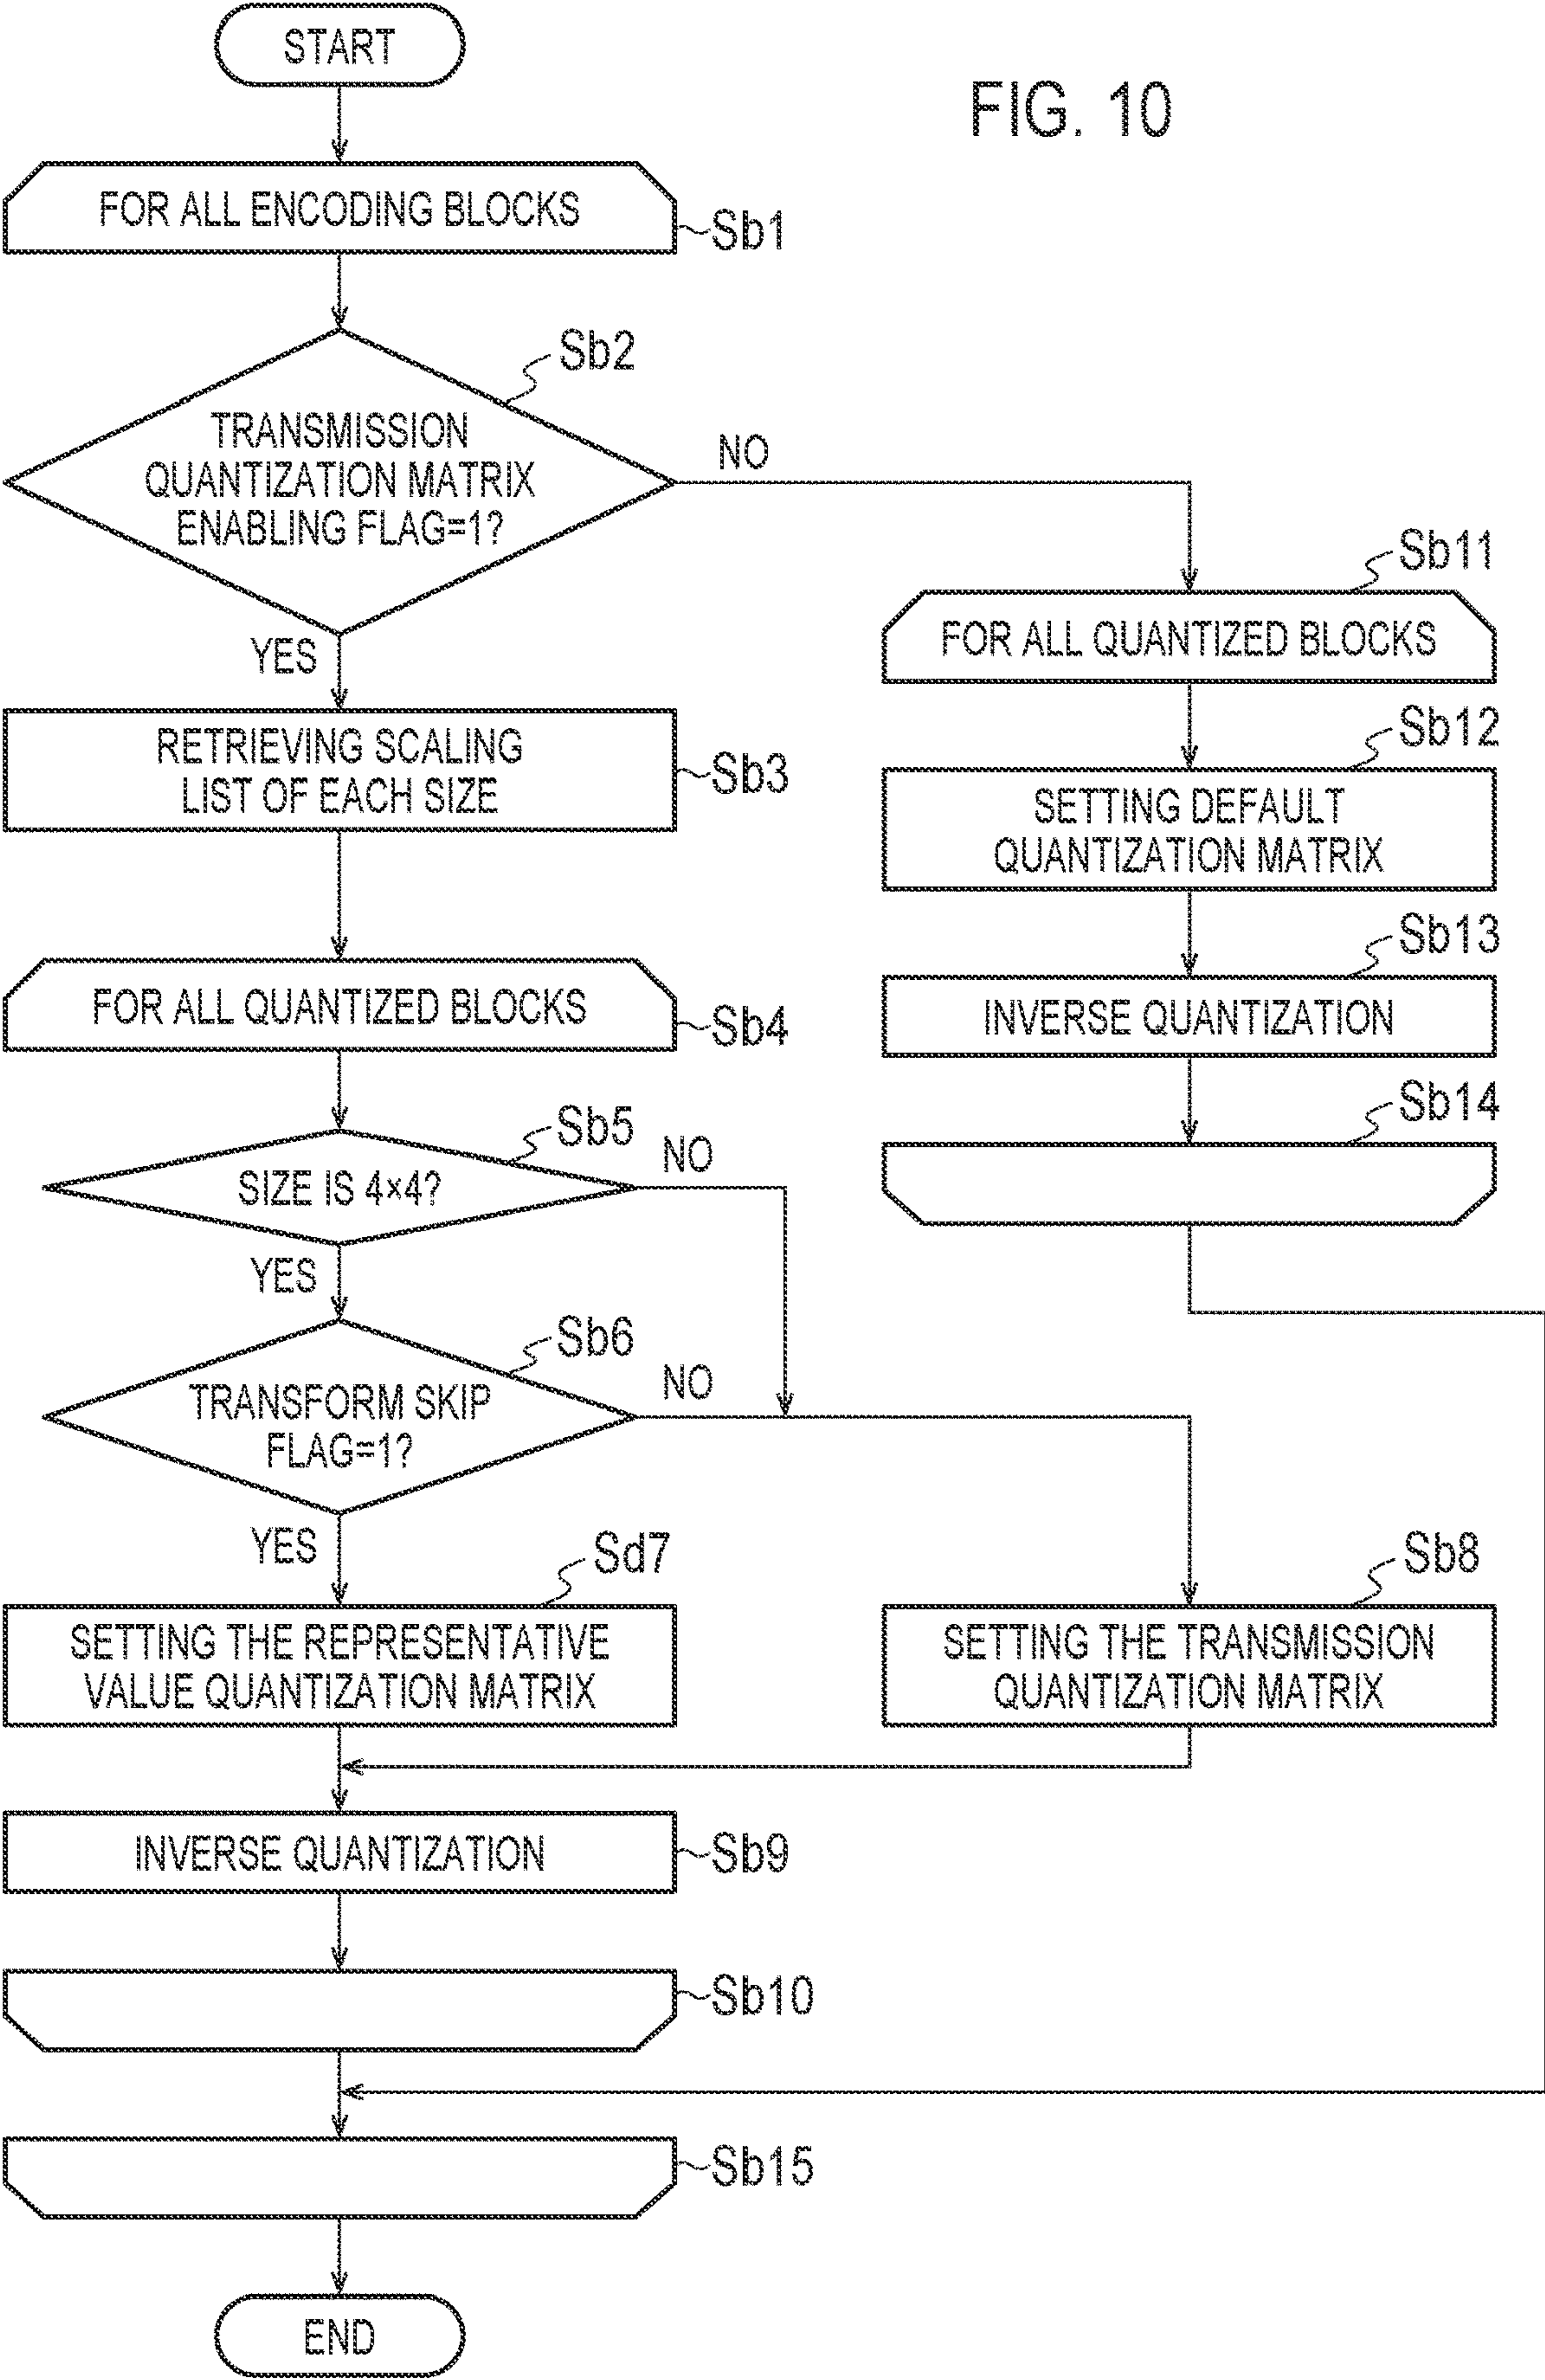 START
FIG. 10
FOR ALL ENCODING BLOCKS
Sb1
Sb2
TRANSMISSION
QUANTIZATION MATRIX
ENABLING FLAG=1?
NO
YES
Sb11
FOR ALL QUANTIZED BLOCKS
RETRIEVING SCALING
LIST OF EACH SIZE
Sb3
Sb12
SETTING DEFAULT
QUANTIZATION MATRIX
Sb13
INVERSE QUANTIZATION
FOR ALL QUANTIZED BLOCKS
Sb4
Sb14
Sb5
SIZE IS 4×4?
NO
YES
Sb6
TRANSFORM SKIP
FLAG=1?
NO
YES
Sd7
SETTING THE REPRESENTATIVE
VALUE QUANTIZATION MATRIX
Sb8
SETTING THE TRANSMISSION
QUANTIZATION MATRIX
INVERSE QUANTIZATION
Sb9
Sb10
Sb15
END